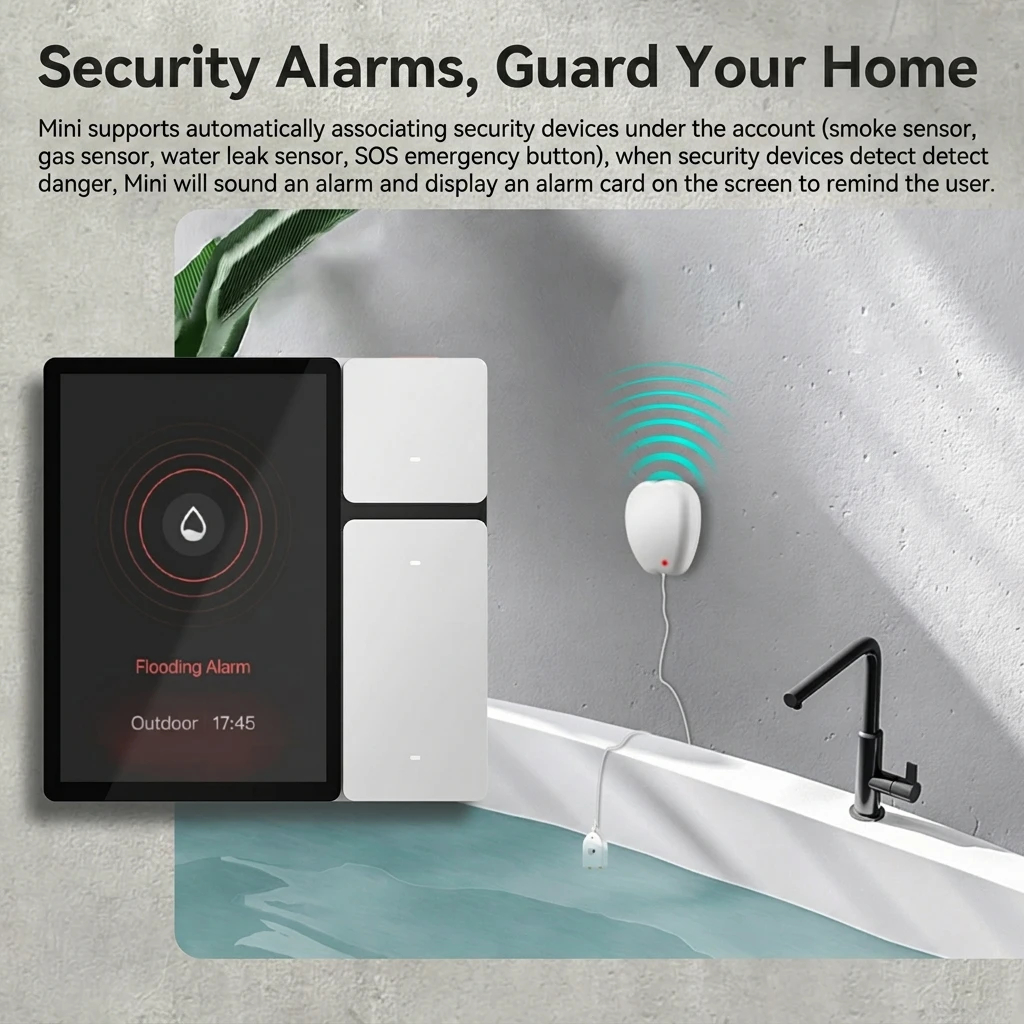 Security Alarms, Guard Your Home
Mini supports automatically associating security devices under the account (smoke sensor,
gas sensor, water leak sensor, SOS emergency button), when security devices detect detect
danger, Mini will sound an alarm and display an alarm card on the screen to remind the user.
Flooding Alarm
Outdoor 17:45